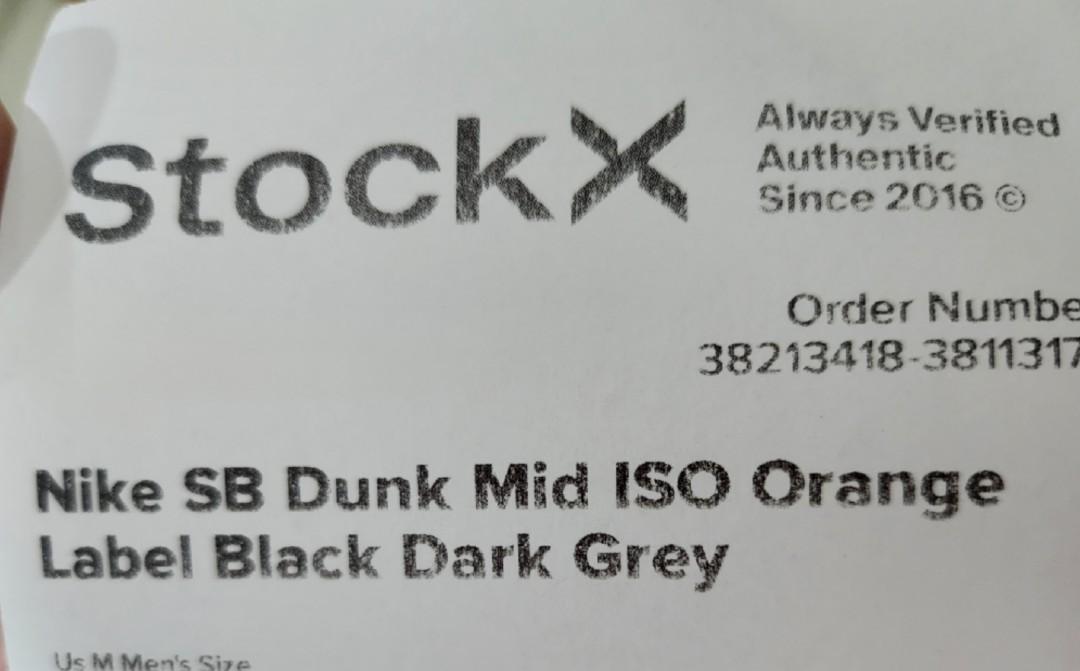 stockX
Always Verified
Authentic
Since 2016 ©
Order Numbe
38213418-3811317
Nike SB Dunk Mid ISO Orange
Label Black Dark Grey
Us M Men's Size